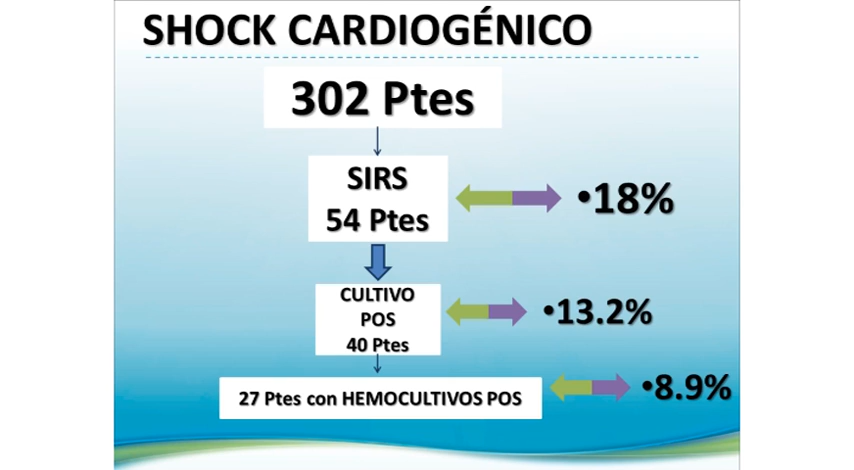 SHOCK CARDIOGÉNICO
302 Ptes
SIRS
54 Ptes
•18%
CULTIVO
POS
40 Ptes
•13.2%
27 Ptes con HEMOCULTIVOS POS
•8.9%